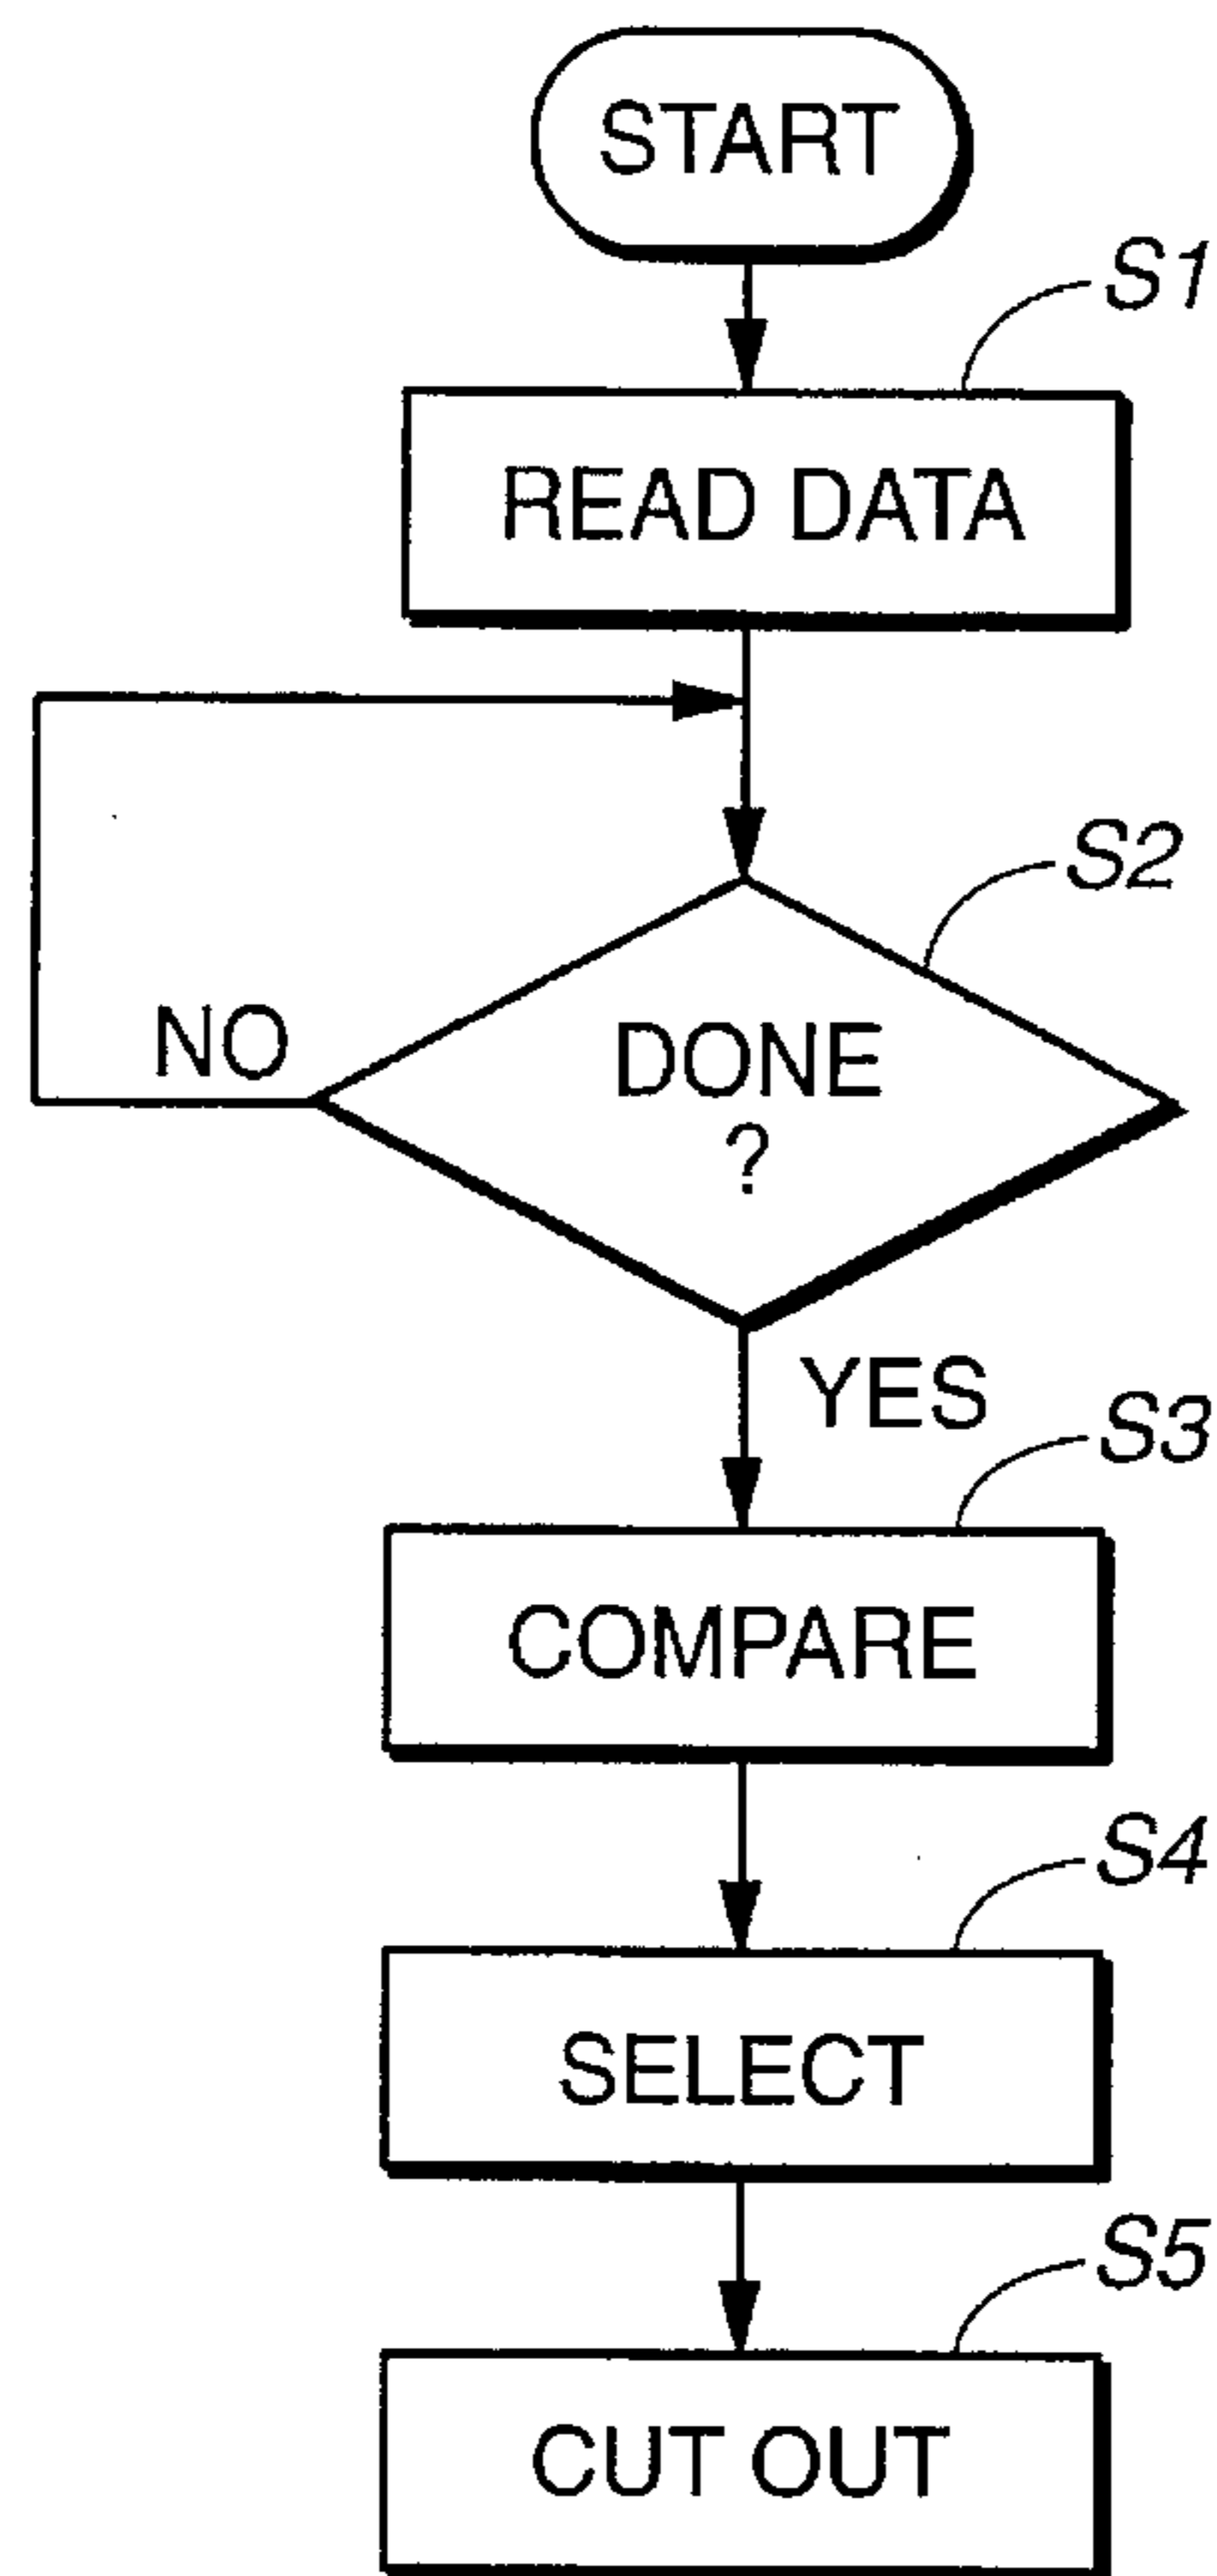 START
S1
READ DATA
S2
NO
DONE
?
YES
S3
COMPARE
S4
SELECT
S5
CUT OUT